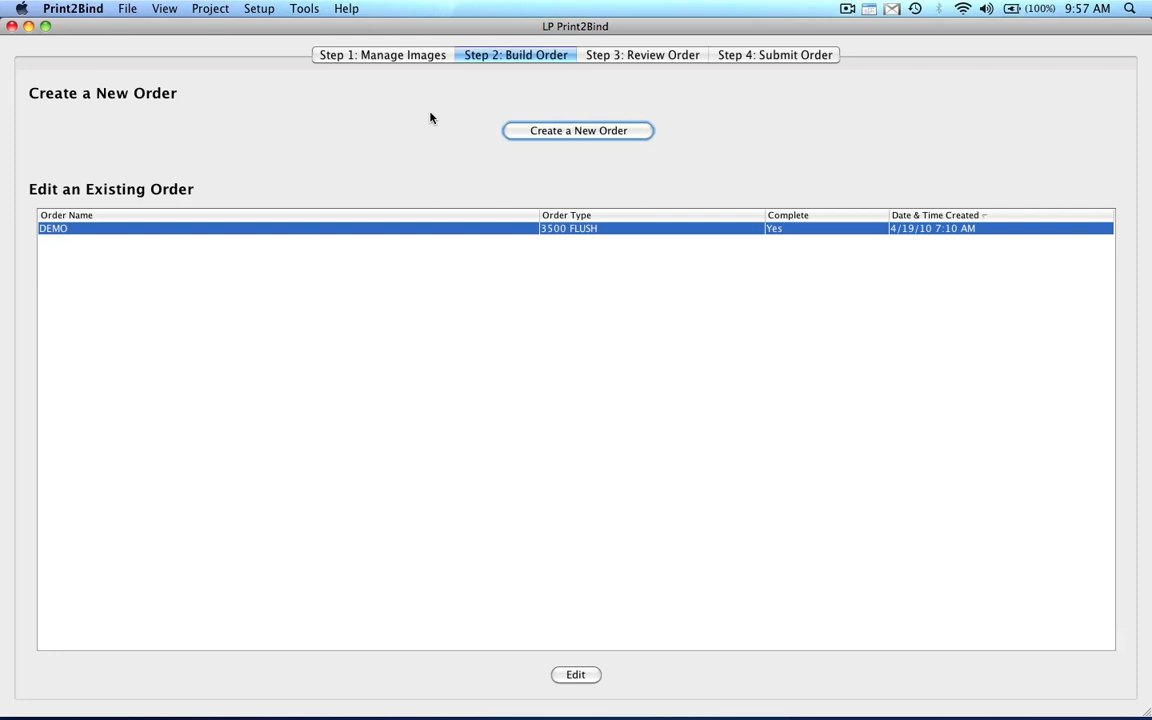 Print2Bind File View Project Setup Tools Help (100%) 9:57 AM
LP Print2Bind
Step 1: Manage Images Step 2: Build Order Step 3: Review Order Step 4: Submit Order
Create a New Order
Create a New Order
Edit an Existing Order
Order Name Order Type Complete Date & Time Created
DEMO 3500 FLUSH Yes 4/19/10 7:10 AM
Edit